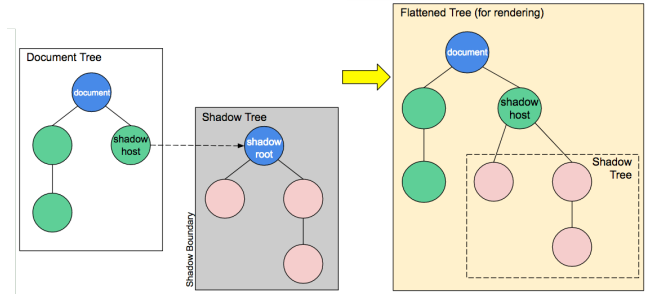 Document Tree
document
shadow
host
Shadow Tree
shadow
root
Shadow Boundary
Flattened Tree (for rendering)
document
shadow
host
Shadow
Tree